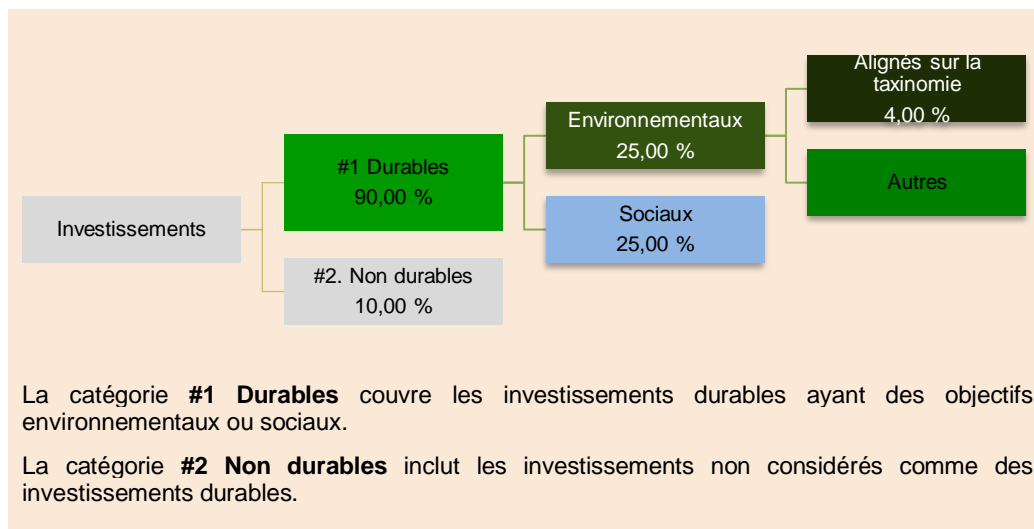 Investissements
#1 Durables
90,00 %
#2. Non durables
10,00 %
Environnementaux
25,00 %
Sociaux
25,00 %
Alignés sur la
taxinomie
4,00 %
Autres
La catégorie #1 Durables couvre les investissements durables ayant des objectifs
environnementaux ou sociaux.
La catégorie #2 Non durables inclut les investissements non considérés comme des
investissements durables.